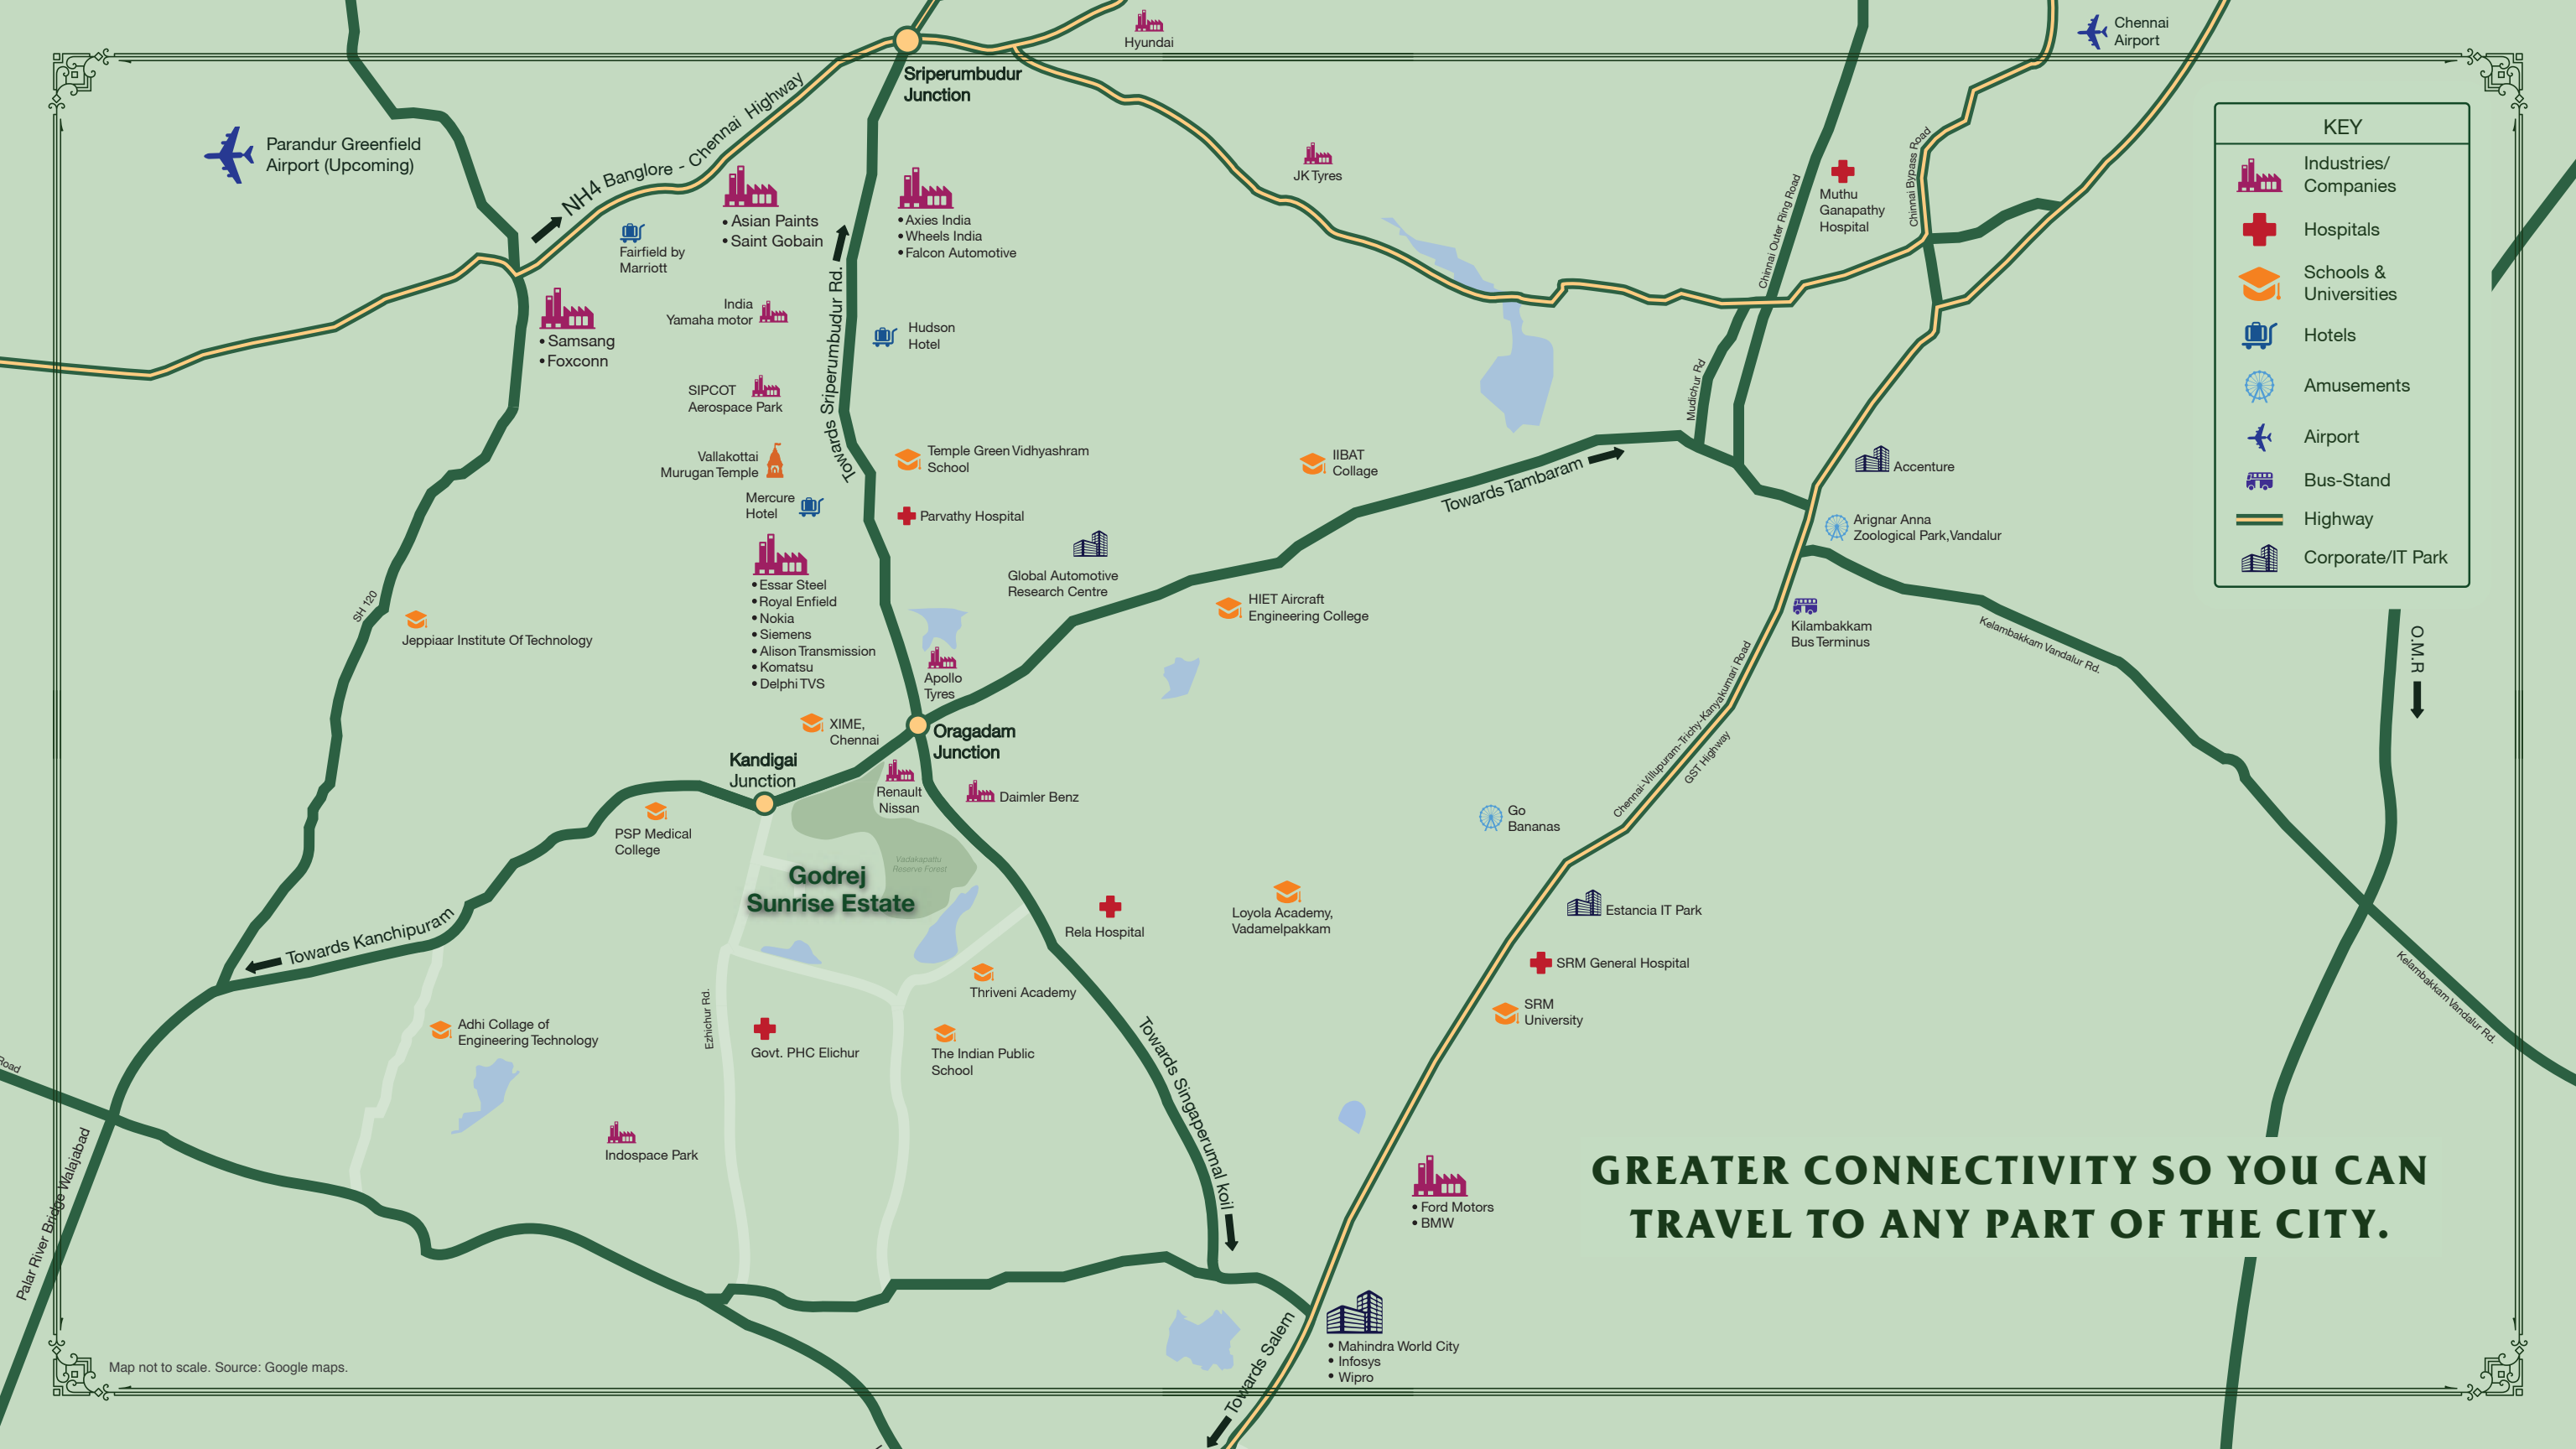 Hyundai
Chennai
Airport
Sriperumbudur
Junction
NH4 Banglore - Chennai Highway
Parandur Greenfield
Airport (Upcoming)
KEY
Industries/
Companies
Hospitals
Schools &
Universities
Hotels
Amusements
Airport
Bus-Stand
Highway
Corporate/IT Park
JK Tyres
Muthu
Ganapathy
Hospital
Chinnai Outer Ring Road
Chinnai Bypass Road
• Asian Paints
• Saint Gobain
• Axies India
• Wheels India
• Falcon Automotive
Fairfield by
Marriott
India
Yamaha motor
• Samsang
• Foxconn
Hudson
Hotel
Towards Sriperumbudur Rd.
SIPCOT
Aerospace Park
Mudichur Rd
Vallakottai
Murugan Temple
Temple Green Vidhyashram
School
IIBAT
Collage
Towards Tambaram
Accenture
Mercure
Hotel
Parvathy Hospital
Arignar Anna
Zoological Park,Vandalur
Global Automotive
Research Centre
• Essar Steel
• Royal Enfield
• Nokia
• Siemens
• Alison Transmission
• Komatsu
• Delphi TVS
SH 120
Jeppiaar Institute Of Technology
HIET Aircraft
Engineering College
Kilambakkam
Bus Terminus
Kelambakkam Vandalur Rd.
O.M.R
Apollo
Tyres
XIME,
Chennai
Oragadam
Junction
Kandigai
Junction
Renault
Nissan
Daimler Benz
Chennai-Villupuram-Trichy-Kanyakumari Road
GST Highway
Go
Bananas
PSP Medical
College
Vadakapattu
Reserve Forest
Godrej
Sunrise Estate
Towards Kanchipuram
Rela Hospital
Loyola Academy,
Vadamelpakkam
Estancia IT Park
SRM General Hospital
Kelambakkam Vandalur Rd.
Thriveni Academy
SRM
University
Ezhichur Rd.
Adhi Collage of
Engineering Technology
Govt. PHC Elichur
The Indian Public
School
Towards Singaperumal koil
Road
Palar River Bridge Walajabad
Indospace Park
• Ford Motors
• BMW
GREATER CONNECTIVITY SO YOU CAN
TRAVEL TO ANY PART OF THE CITY.
Towards Salem
• Mahindra World City
• Infosys
• Wipro
Map not to scale. Source: Google maps.